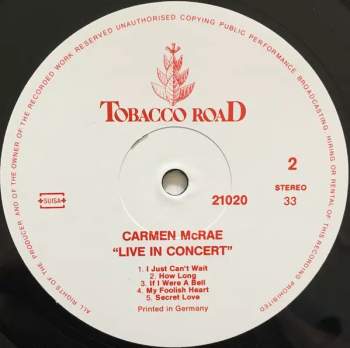 ALL RIGHTS OF THE PRODUCER AND OF THE OWNER OF THE RECORDED WORK RESERVED UNAUTHORISED COPYING PUBLIC PERFORMANCE BROADCASTING, HIRING OR RENTAL OF THIS RECORDING PROHIBITED
TOBACCO ROAD
2
SUISA
21020
STEREO
33
CARMEN McRAE
"LIVE IN CONCERT"
1. I Just Can't Wait
2. How Long
3. If I Were A Bell
4. My Foolish Heart
5. Secret Love
Printed in Germany